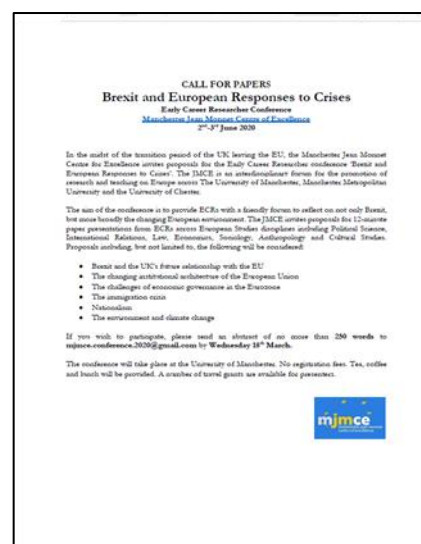 CALL FOR PAPERS
Brexit and European Responses to Crises
Early Career Researcher Conference
Manchester Jean Monnet Centre of Excellence
2nd-3rd June 2020
In the midst of the transition period of the UK leaving the EU, the Manchester Jean Monnet
Centre for Excellence invites proposals for the Early Career Researcher conference 'Brexit and
European Responses to Crises'. The JMCE is an interdisciplinary forum for the promotion of
research and teaching on Europe across The University of Manchester, Manchester Metropolitan
University and the University of Chester.
The aim of the conference is to provide ECRs with a friendly forum to reflect on not only Brexit,
but more broadly the changing European environment. The JMCE invites proposals for 12-minute
paper presentations from ECRs across European Studies disciplines including Political Science,
International Relations, Law, Economics, Sociology, Anthropology and Cultural Studies.
Proposals including, but not limited to, the following will be considered:
• Brexit and the UK's future relationship with the EU
• The changing institutional architecture of the European Union
• The challenges of economic governance in the Eurozone
• The immigration crisis
• Nationalism
• The environment and climate change
If you wish to participate, please send an abstract of no more than 250 words to
mjmce.conference.2020@gmail.com by Wednesday 18th March.
The conference will take place at the University of Manchester. No registration fees. Tea, coffee
and lunch will be provided. A number of travel grants are available for presenters.
mjmce